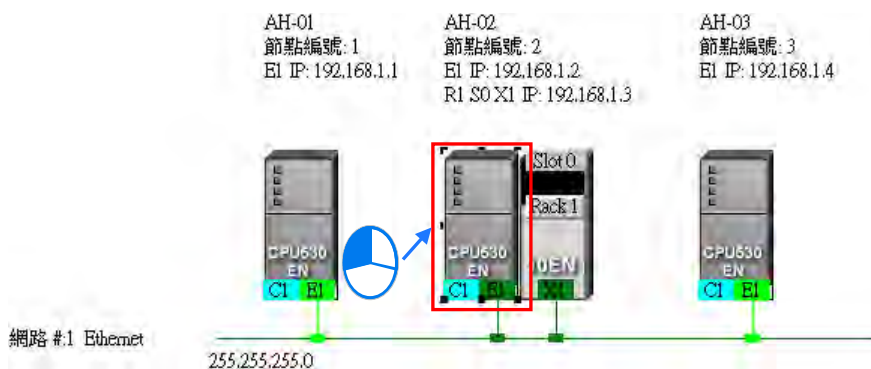 AH-01
節點編號: 1
E1 IP: 192.168.1.1
AH-02
節點編號: 2
E1 IP: 192.168.1.2
R1 S0 X1 IP: 192.168.1.3
AH-03
節點編號: 3
E1 IP: 192.168.1.4
CPU530
EN
C1 E1
CPU530
EN
C1 E1
Slot 0
Rack 1
0EN
X1
CPU530
EN
C1 E1
網路 #:1 Ethernet
255.255.255.0